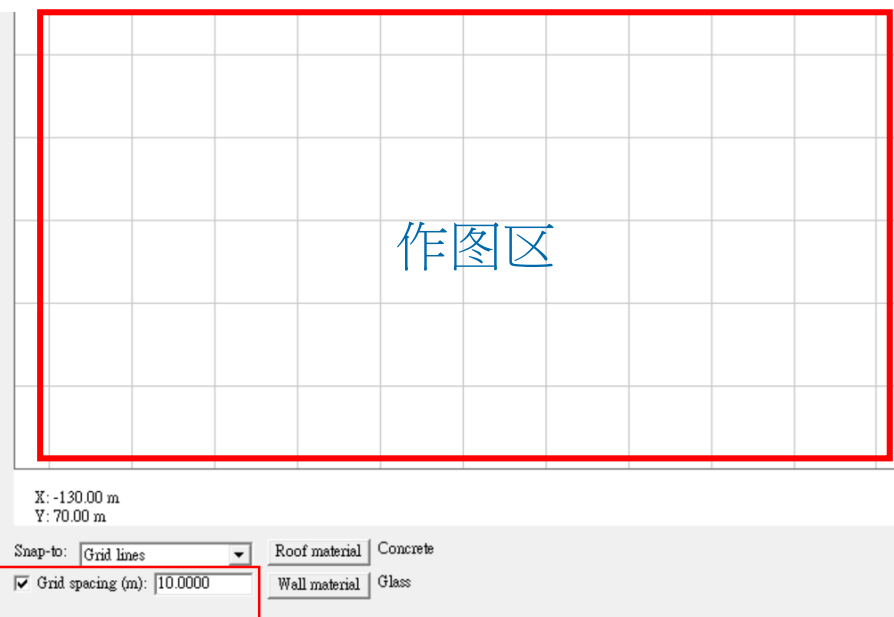 作图区
X: -130.00 m
Y: 70.00 m
Snap-to: Grid lines Roof material Concrete
Grid spacing (m): 10.0000 Wall material Glass